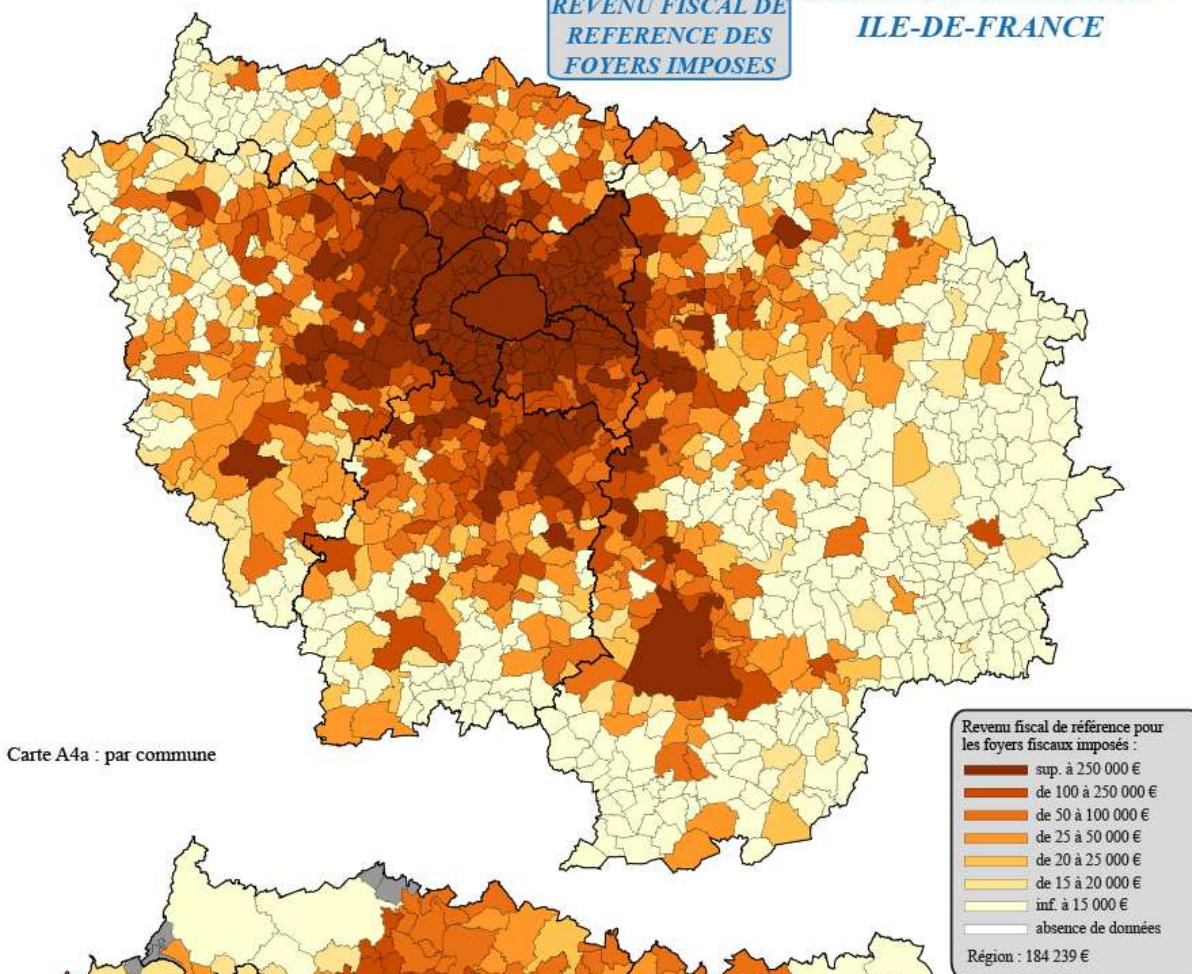 REVENU FISCAL DE
REFERENCE DES
FOYERS IMPOSES
ILE-DE-FRANCE
Carte A4a : par commune
Revenu fiscal de référence pour
les foyers fiscaux imposés :
sup. à 250 000 €
de 100 à 250 000 €
de 50 à 100 000 €
de 25 à 50 000 €
de 20 à 25 000 €
de 15 à 20 000 €
inf. à 15 000 €
absence de données
Région : 184 239 €